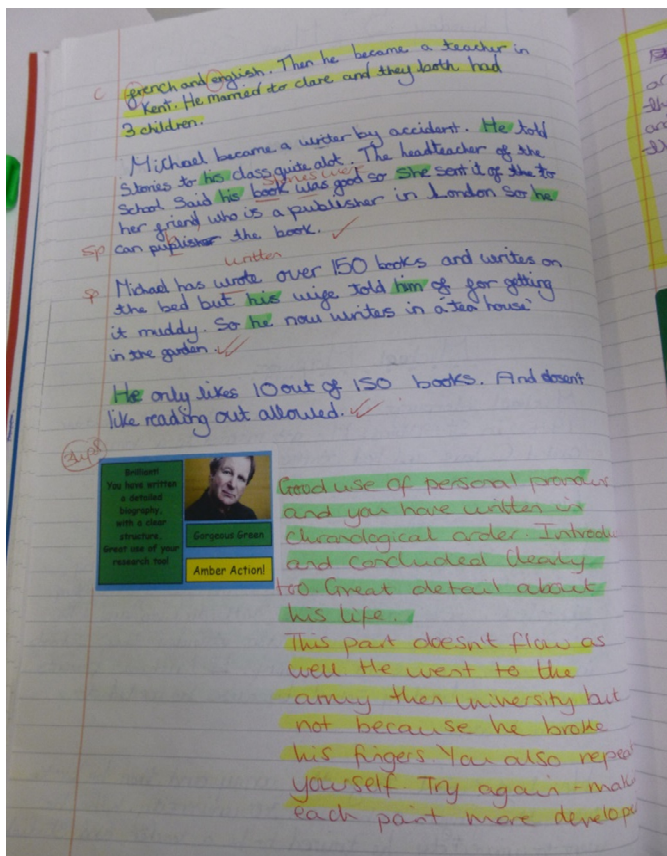 c french and english. Then he became a teacher in
Kent. He married to clare and they both had
3 children.
Michael became a writer by accident. He told
stories to his class quite alot. The headteacher of the
School said his book was good so she sent it of the to
her friend, who is a publisher in London so he
sp can publisher the book.
written
sp Michael has wrote over 150 books and writes on
the bed but his wife told him of for getting
it muddy. So he now writes in a 'tea house'
in the garden.
He only likes 10 out of 150 books. And dosent
like reading out allowed.
Brilliant!
You have written
a detailed
biography,
with a clear
structure.
Great use of your
research too!
Gorgeous Green
Amber Action!
Good use of personal pronouns
and you have written in
chronological order. Introdu
and concluded clearly
too. Great detail about
his life.
This part doesn't flow as
well He went to the
army then University but
not because he broke
his fingers. You also repeat
yourself. Try again - make
each part more develope